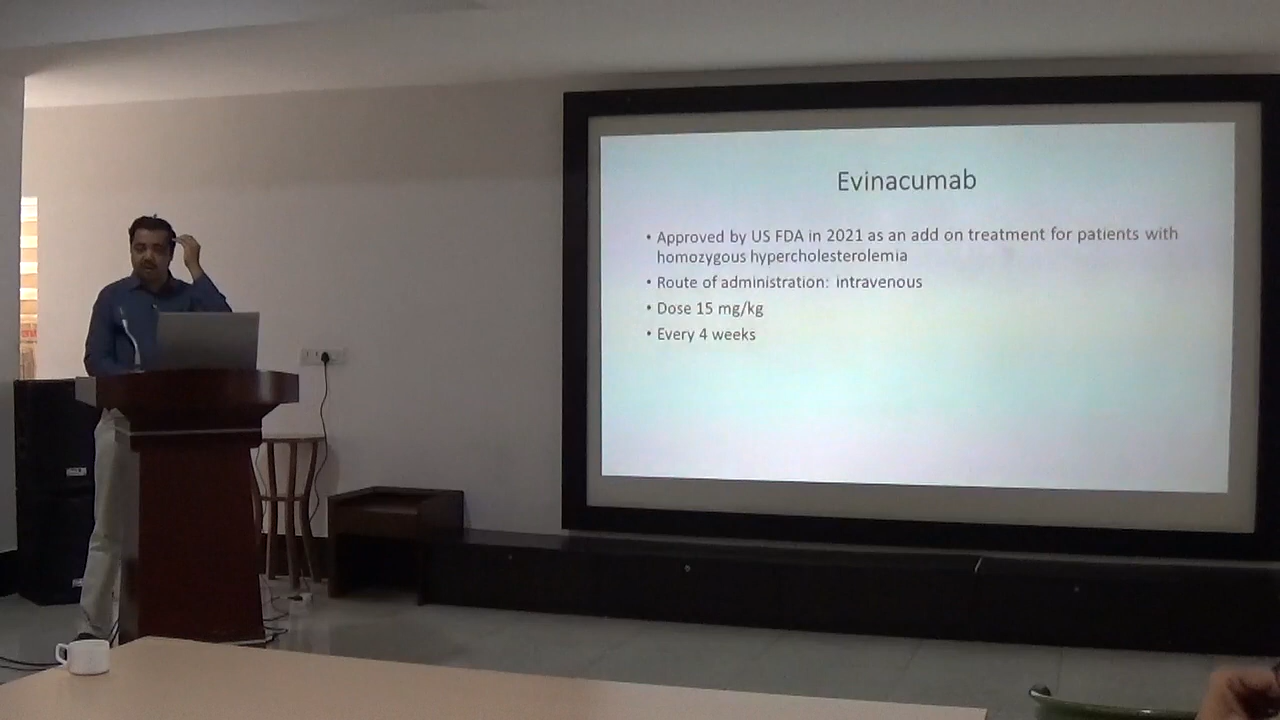 Evinacumab
• Approved by US FDA in 2021 as an add on treatment for patients with
homozygous hypercholesterolemia
• Route of administration: intravenous
• Dose 15 mg/kg
• Every 4 weeks